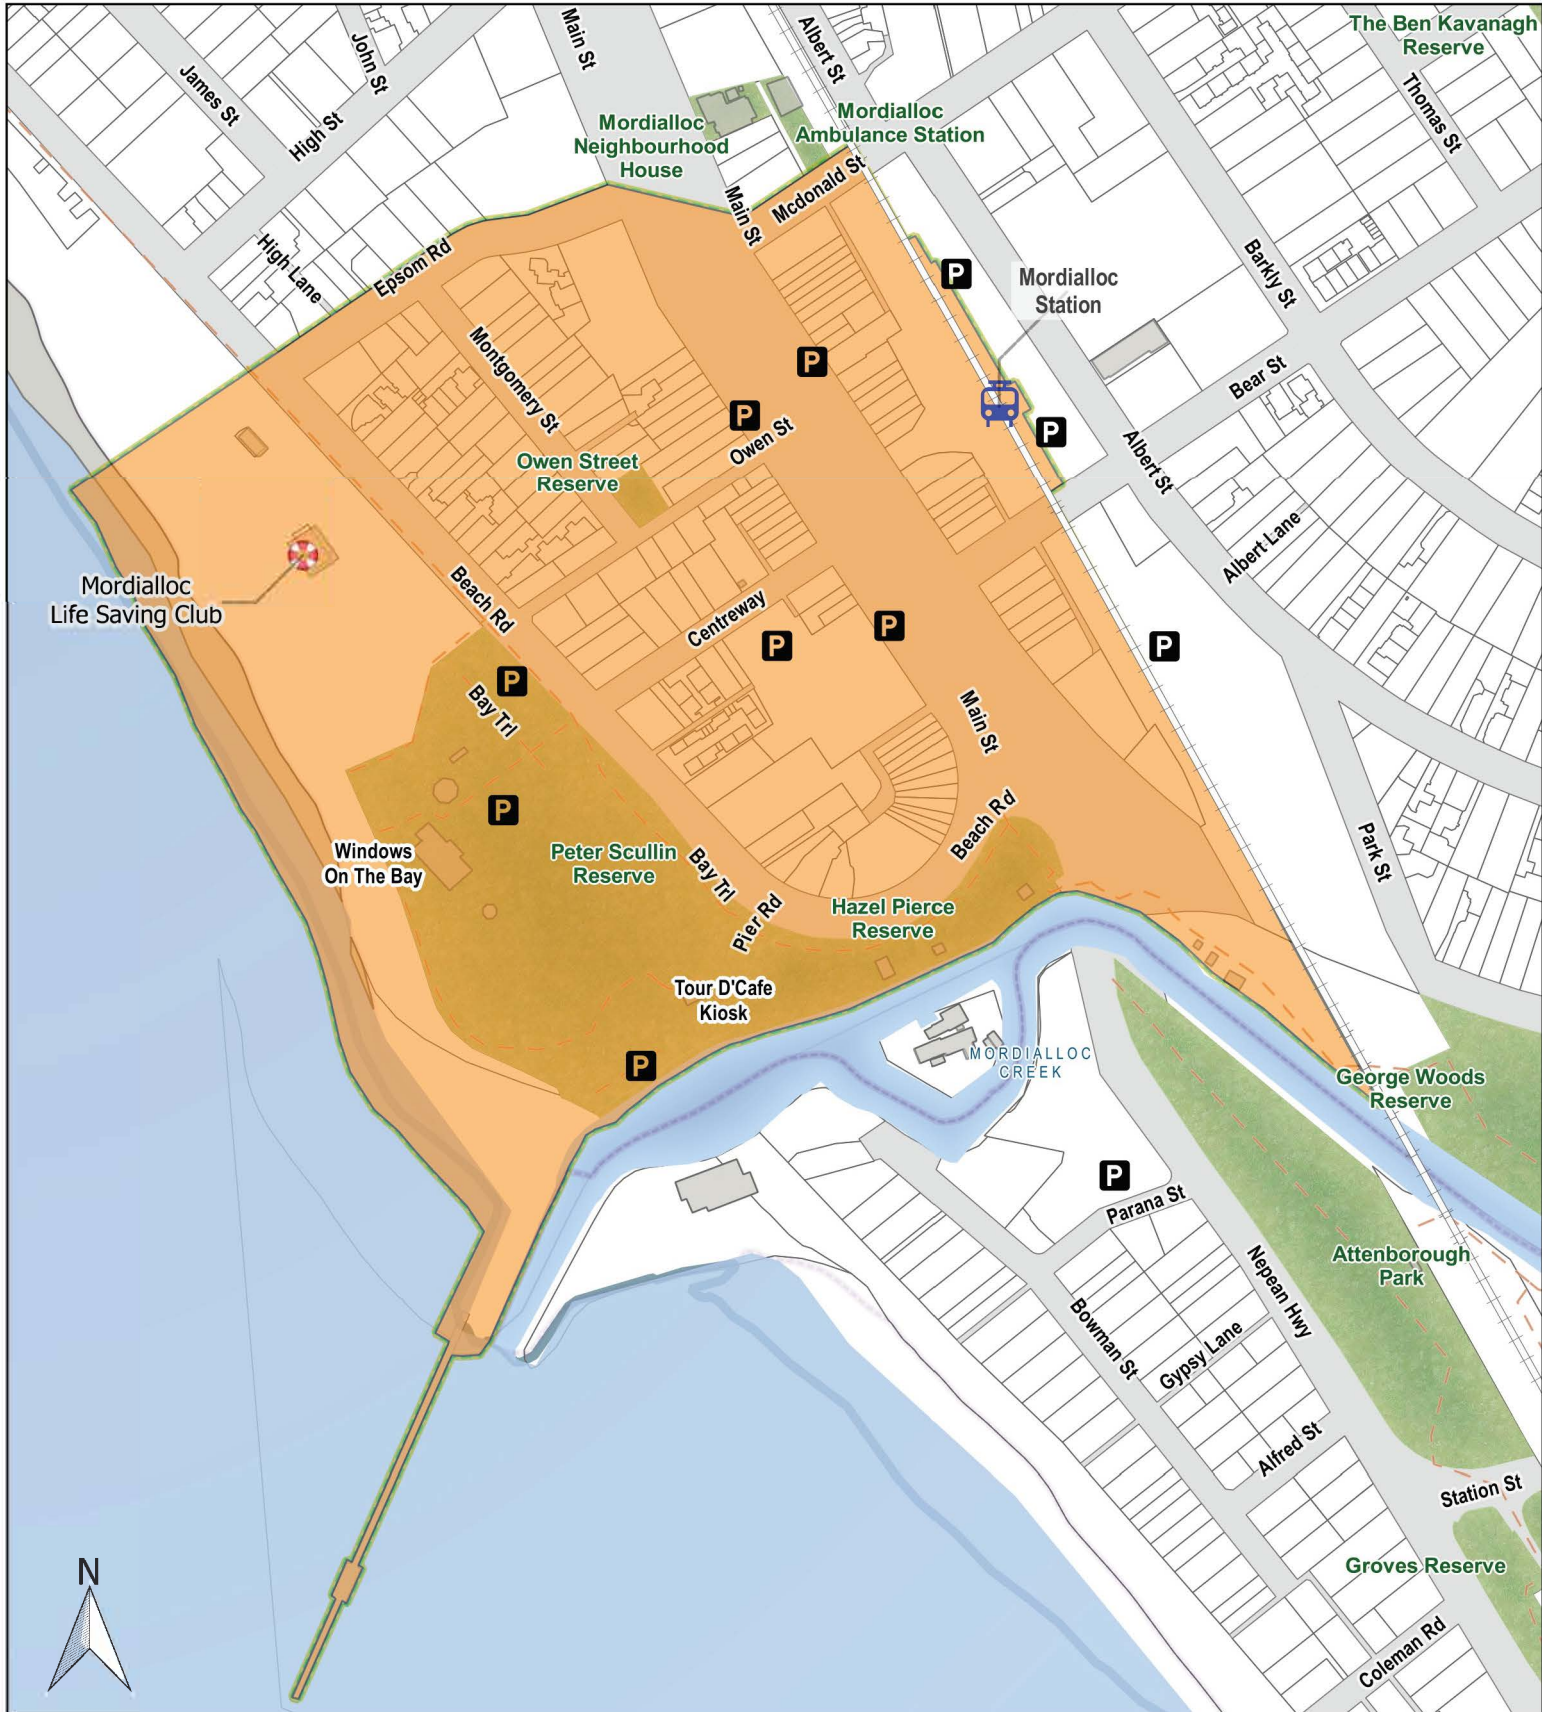 The Ben Kavanagh
Reserve
Main St
Albert St
John St
James St
High St
Thomas St
Mordialloc
Neighbourhood
House
Mordialloc
Ambulance Station
Mcdonald St
Main St
High Lane
Epsom Rd
Barkly St
P
Mordialloc
Station
Montgomery St
P
P
Bear St
Owen St
P
Albert St
Owen Street
Reserve
Albert Lane
Mordialloc
Life Saving Club
Beach Rd
Centreway
P
P
P
P
Bay Trl
Main St
P
Beach Rd
Park St
Windows
On The Bay
Peter Scullin
Reserve
Bay Trl
Pier Rd
Hazel Pierce
Reserve
Tour D'Cafe
Kiosk
P
MORDIALLOC
CREEK
George Woods
Reserve
P
Parana St
Attenborough
Park
Nepean Hwy
Bowman St
Gypsy Lane
Alfred St
Station St
Groves Reserve
N
Coleman Rd